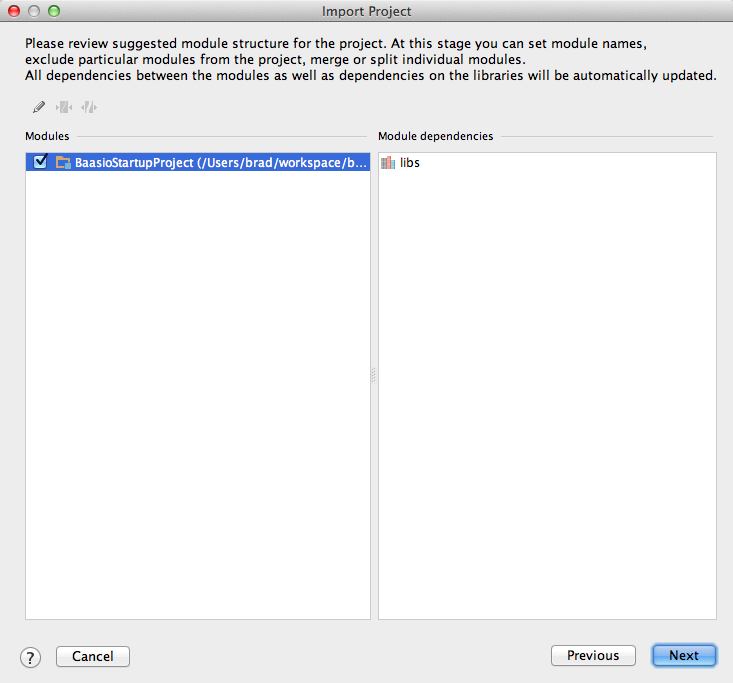 Import Project
Please review suggested module structure for the project. At this stage you can set module names,
exclude particular modules from the project, merge or split individual modules.
All dependencies between the modules as well as dependencies on the libraries will be automatically updated.
Modules
Module dependencies
BaasioStartupProject (/Users/brad/workspace/b...
libs
?
Cancel
Previous
Next